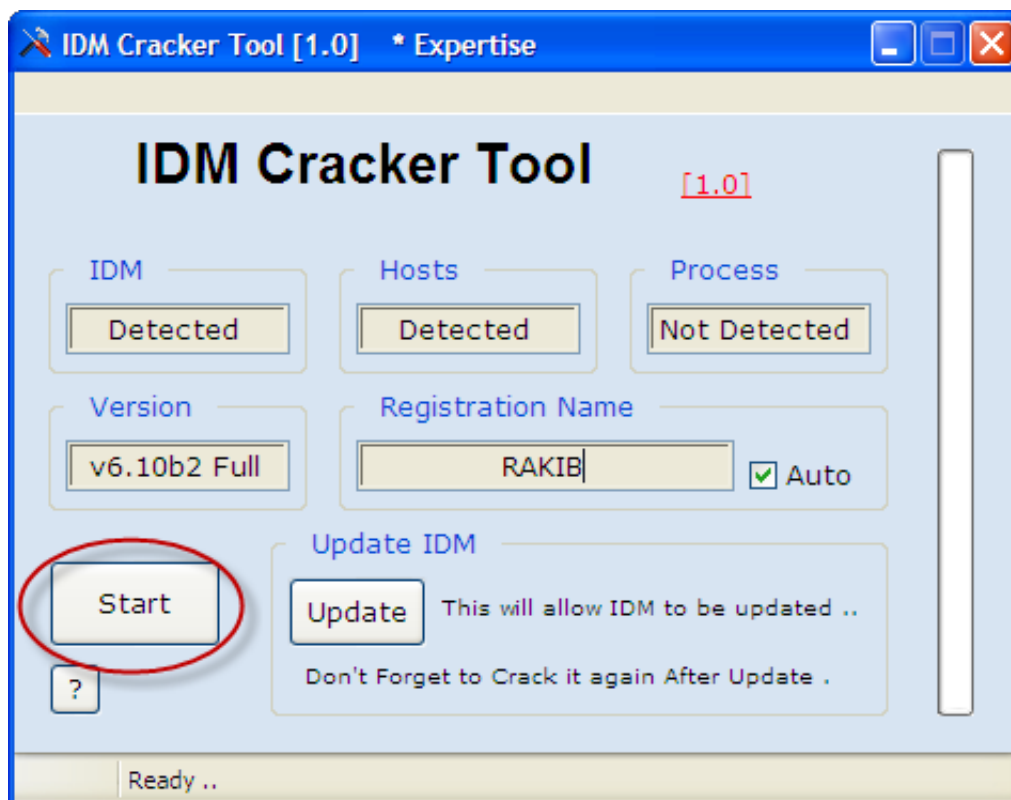 IDM Cracker Tool [1.0] * Expertise
IDM Cracker Tool [1.0]
IDM Hosts Process
Detected Detected Not Detected
Version Registration Name
v6.10b2 Full RAKIB Auto
Update IDM
Start Update This will allow IDM to be updated ..
? Don't Forget to Crack it again After Update .
Ready ..